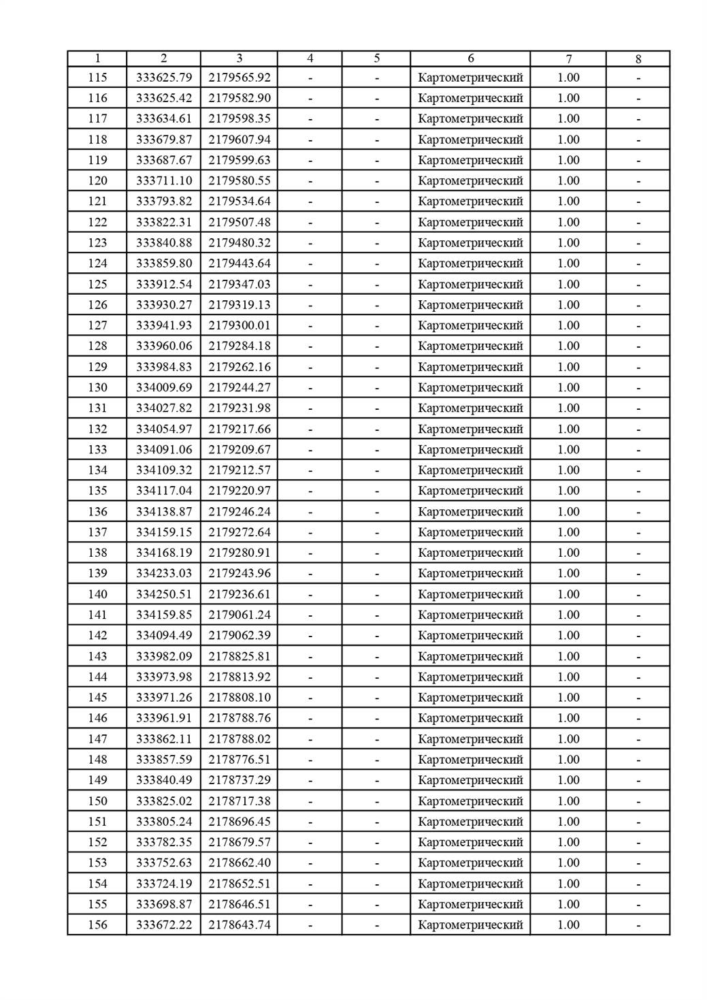 1 2 3 4 5 6 7 8
115 333625.79 2179565.92 - - Картометрический 1.00 -
116 333625.42 2179582.90 - - Картометрический 1.00 -
117 333634.61 2179598.35 - - Картометрический 1.00 -
118 333679.87 2179607.94 - - Картометрический 1.00 -
119 333687.67 2179599.63 - - Картометрический 1.00 -
120 333711.10 2179580.55 - - Картометрический 1.00 -
121 333793.82 2179534.64 - - Картометрический 1.00 -
122 333822.31 2179507.48 - - Картометрический 1.00 -
123 333840.88 2179480.32 - - Картометрический 1.00 -
124 333859.80 2179443.64 - - Картометрический 1.00 -
125 333912.54 2179347.03 - - Картометрический 1.00 -
126 333930.27 2179319.13 - - Картометрический 1.00 -
127 333941.93 2179300.01 - - Картометрический 1.00 -
128 333960.06 2179284.18 - - Картометрический 1.00 -
129 333984.83 2179262.16 - - Картометрический 1.00 -
130 334009.69 2179244.27 - - Картометрический 1.00 -
131 334027.82 2179231.98 - - Картометрический 1.00 -
132 334054.97 2179217.66 - - Картометрический 1.00 -
133 334091.06 2179209.67 - - Картометрический 1.00 -
134 334109.32 2179212.57 - - Картометрический 1.00 -
135 334117.04 2179220.97 - - Картометрический 1.00 -
136 334138.87 2179246.24 - - Картометрический 1.00 -
137 334159.15 2179272.64 - - Картометрический 1.00 -
138 334168.19 2179280.91 - - Картометрический 1.00 -
139 334233.03 2179243.96 - - Картометрический 1.00 -
140 334250.51 2179236.61 - - Картометрический 1.00 -
141 334159.85 2179061.24 - - Картометрический 1.00 -
142 334094.49 2179062.39 - - Картометрический 1.00 -
143 333982.09 2178825.81 - - Картометрический 1.00 -
144 333973.98 2178813.92 - - Картометрический 1.00 -
145 333971.26 2178808.10 - - Картометрический 1.00 -
146 333961.91 2178788.76 - - Картометрический 1.00 -
147 333862.11 2178788.02 - - Картометрический 1.00 -
148 333857.59 2178776.51 - - Картометрический 1.00 -
149 333840.49 2178737.29 - - Картометрический 1.00 -
150 333825.02 2178717.38 - - Картометрический 1.00 -
151 333805.24 2178696.45 - - Картометрический 1.00 -
152 333782.35 2178679.57 - - Картометрический 1.00 -
153 333752.63 2178662.40 - - Картометрический 1.00 -
154 333724.19 2178652.51 - - Картометрический 1.00 -
155 333698.87 2178646.51 - - Картометрический 1.00 -
156 333672.22 2178643.74 - - Картометрический 1.00 -